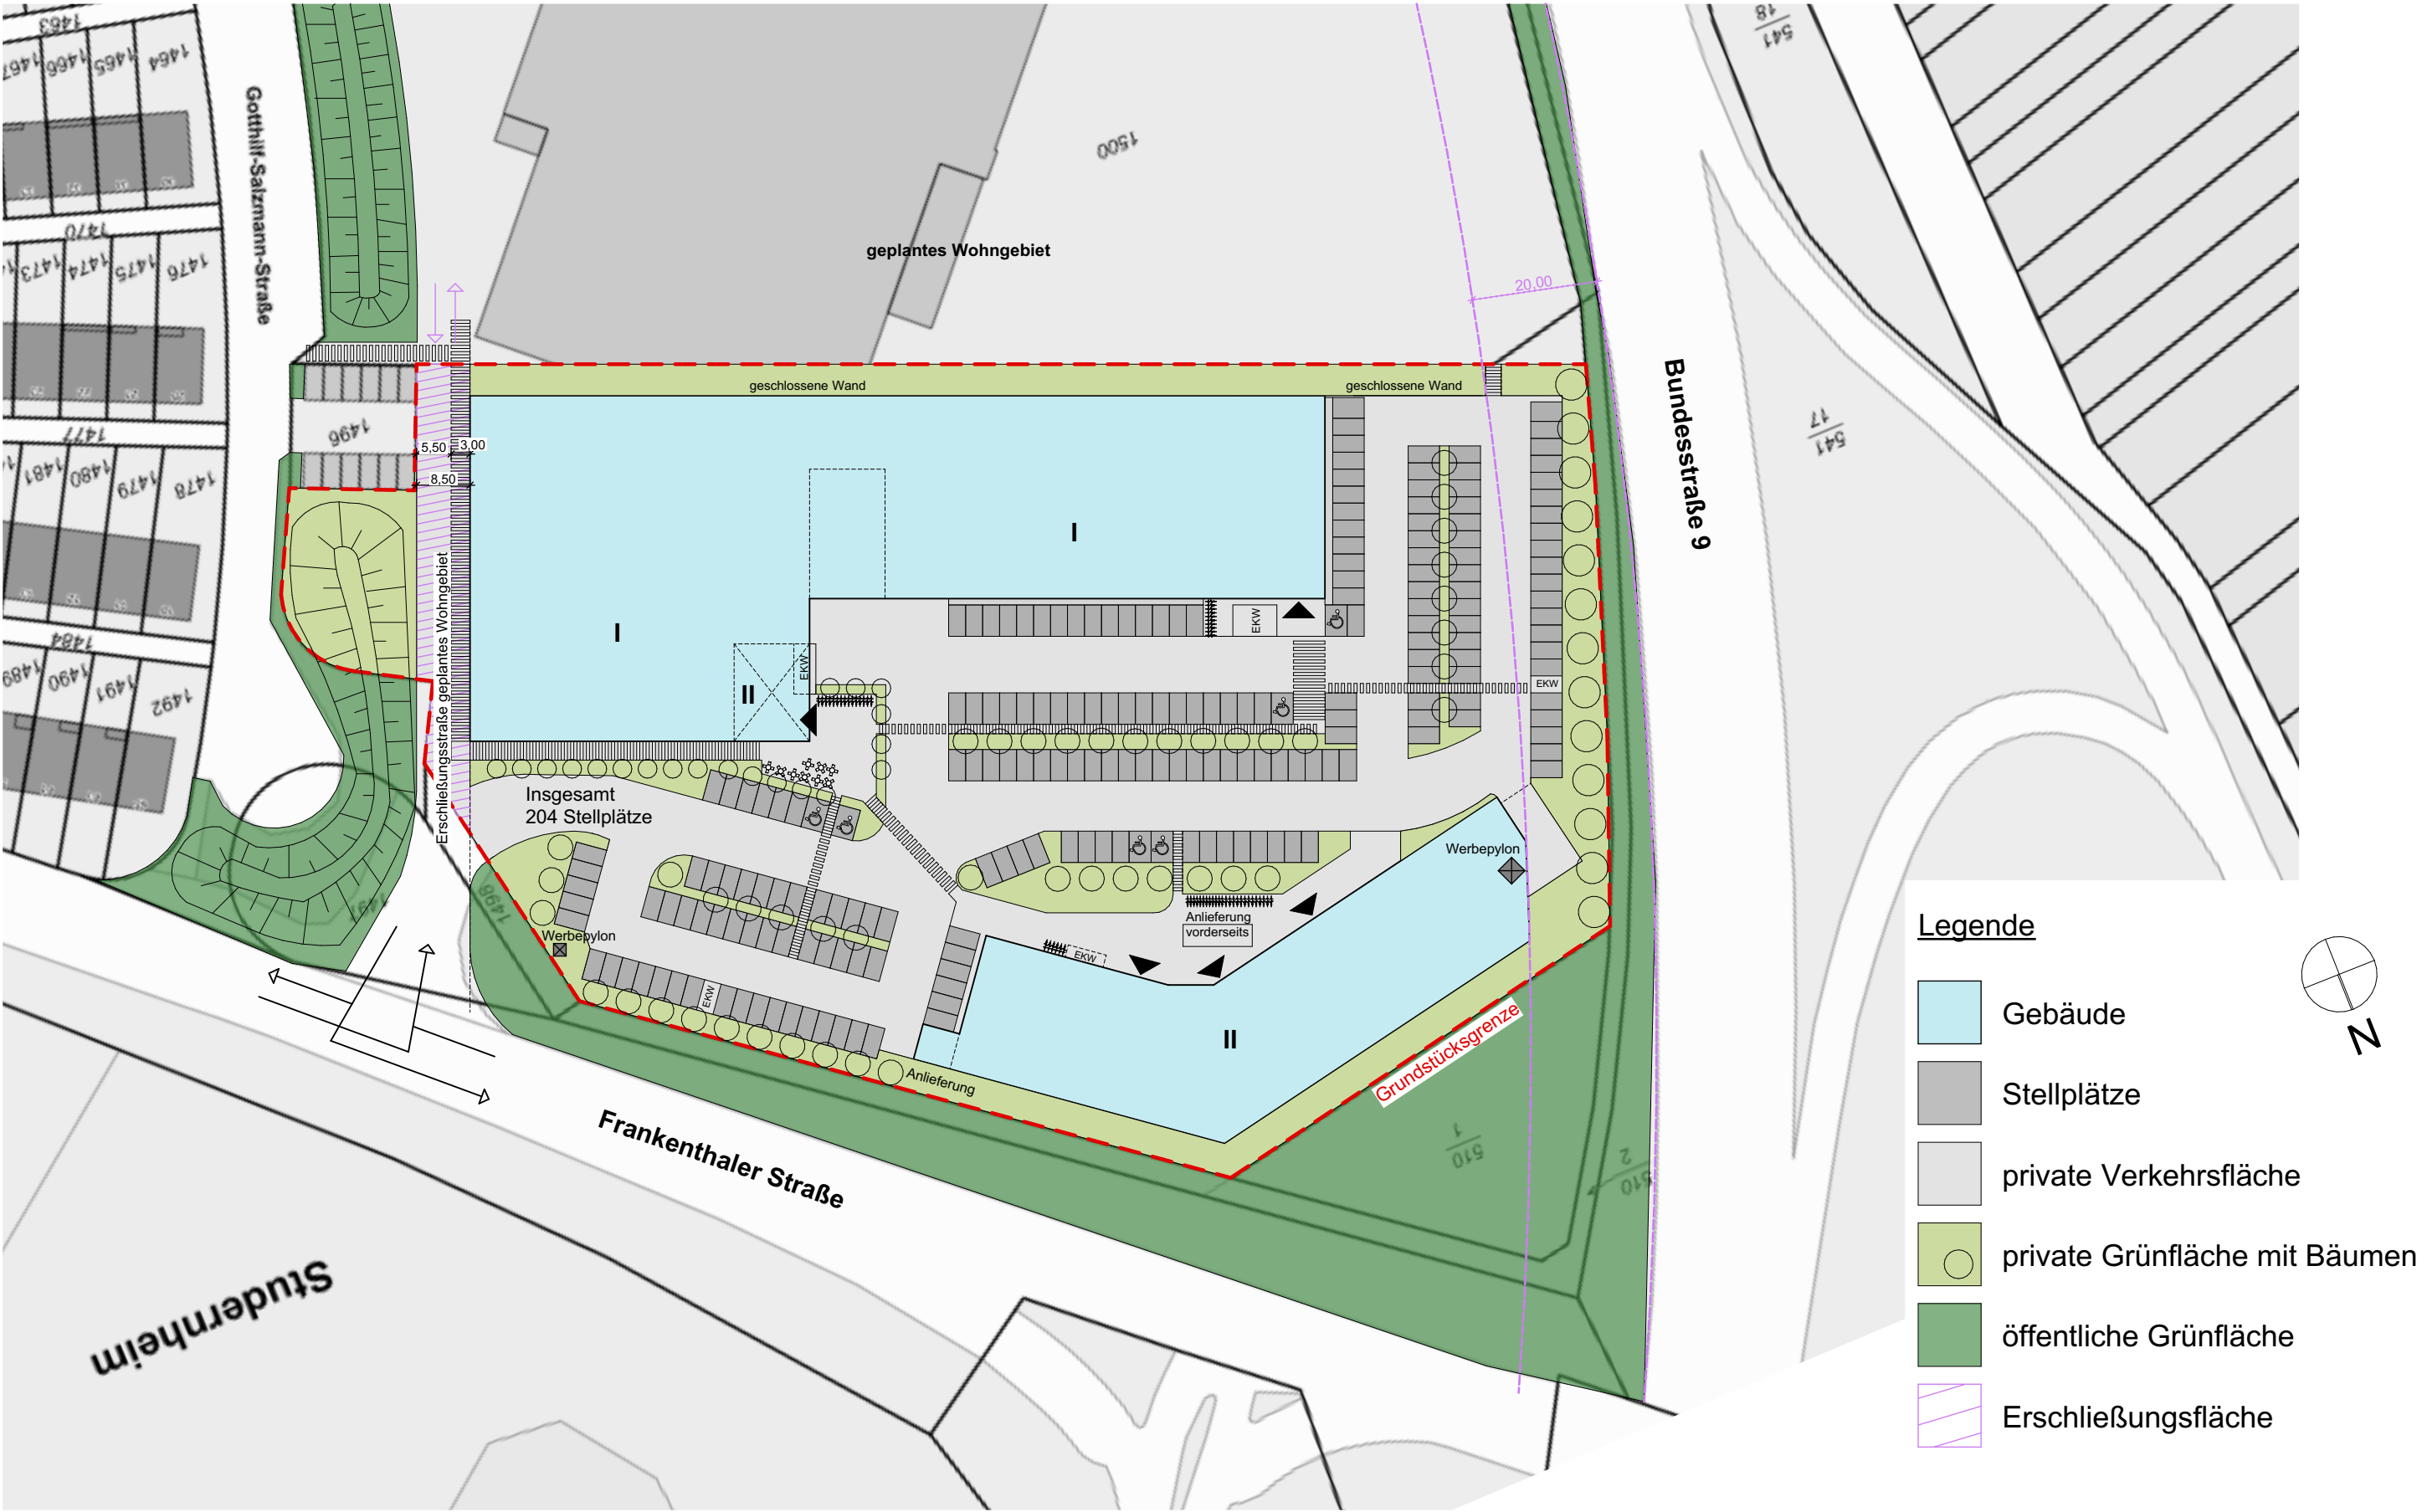 1463
1466
1465
1464
1470
1473
1474
1475
1476
1477
1481
1480
1479
1478
1484
1490
1491
1492
1496
1497
1498
1500
541
18
541
17
510
1
510
2
Gotthilf-Salzmann-Straße
geplantes Wohngebiet
20,00
Bundesstraße 9
geschlossene Wand
geschlossene Wand
5,50
3,00
8,50
Erschließungsstraße geplantes Wohngebiet
I
I
II
EKW
EKW
EKW
Insgesamt
204 Stellplätze
Werbepylon
Werbepylon
Anlieferung
vorderseits
EKW
EKW
II
Anlieferung
Grundstücksgrenze
Frankenthaler Straße
Studernheim
Legende
Gebäude
Stellplätze
private Verkehrsfläche
private Grünfläche mit Bäumen
öffentliche Grünfläche
Erschließungsfläche
N